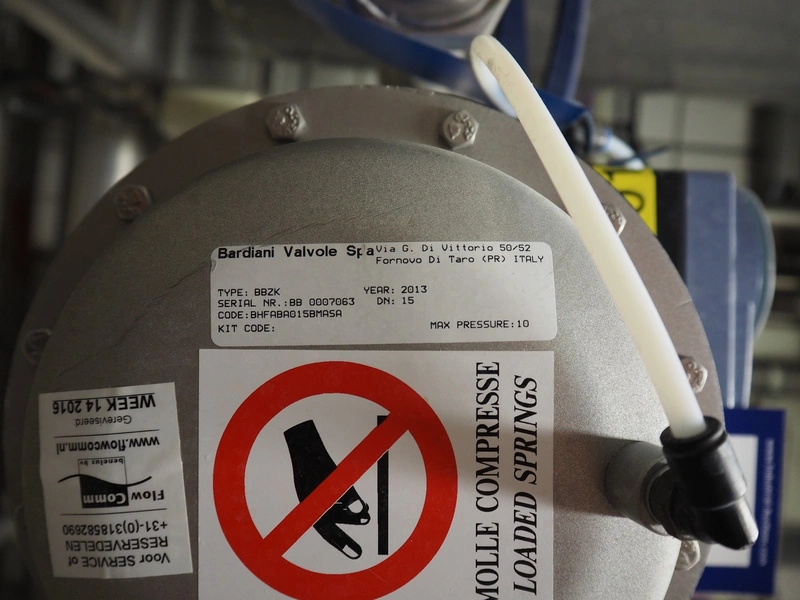 Bardiani Valvole Spa
Via G. Di Vittorio 50/52
Fornovo Di Taro (PR) ITALY
TYPE: BBZK
YEAR: 2013
SERIAL NR.:BB 0007063
DN: 15
CODE:BHFABA015BMASA
KIT CODE:
MAX PRESSURE:10
MOLLE COMPRESSE
LOADED SPRINGS
Voor SERVICE of
RESERVEDELEN
+31-(0)318582690
Flow Comm
benelux bv
www.flowcomm.nl
Gereviseerd:
WEEK 14 2016